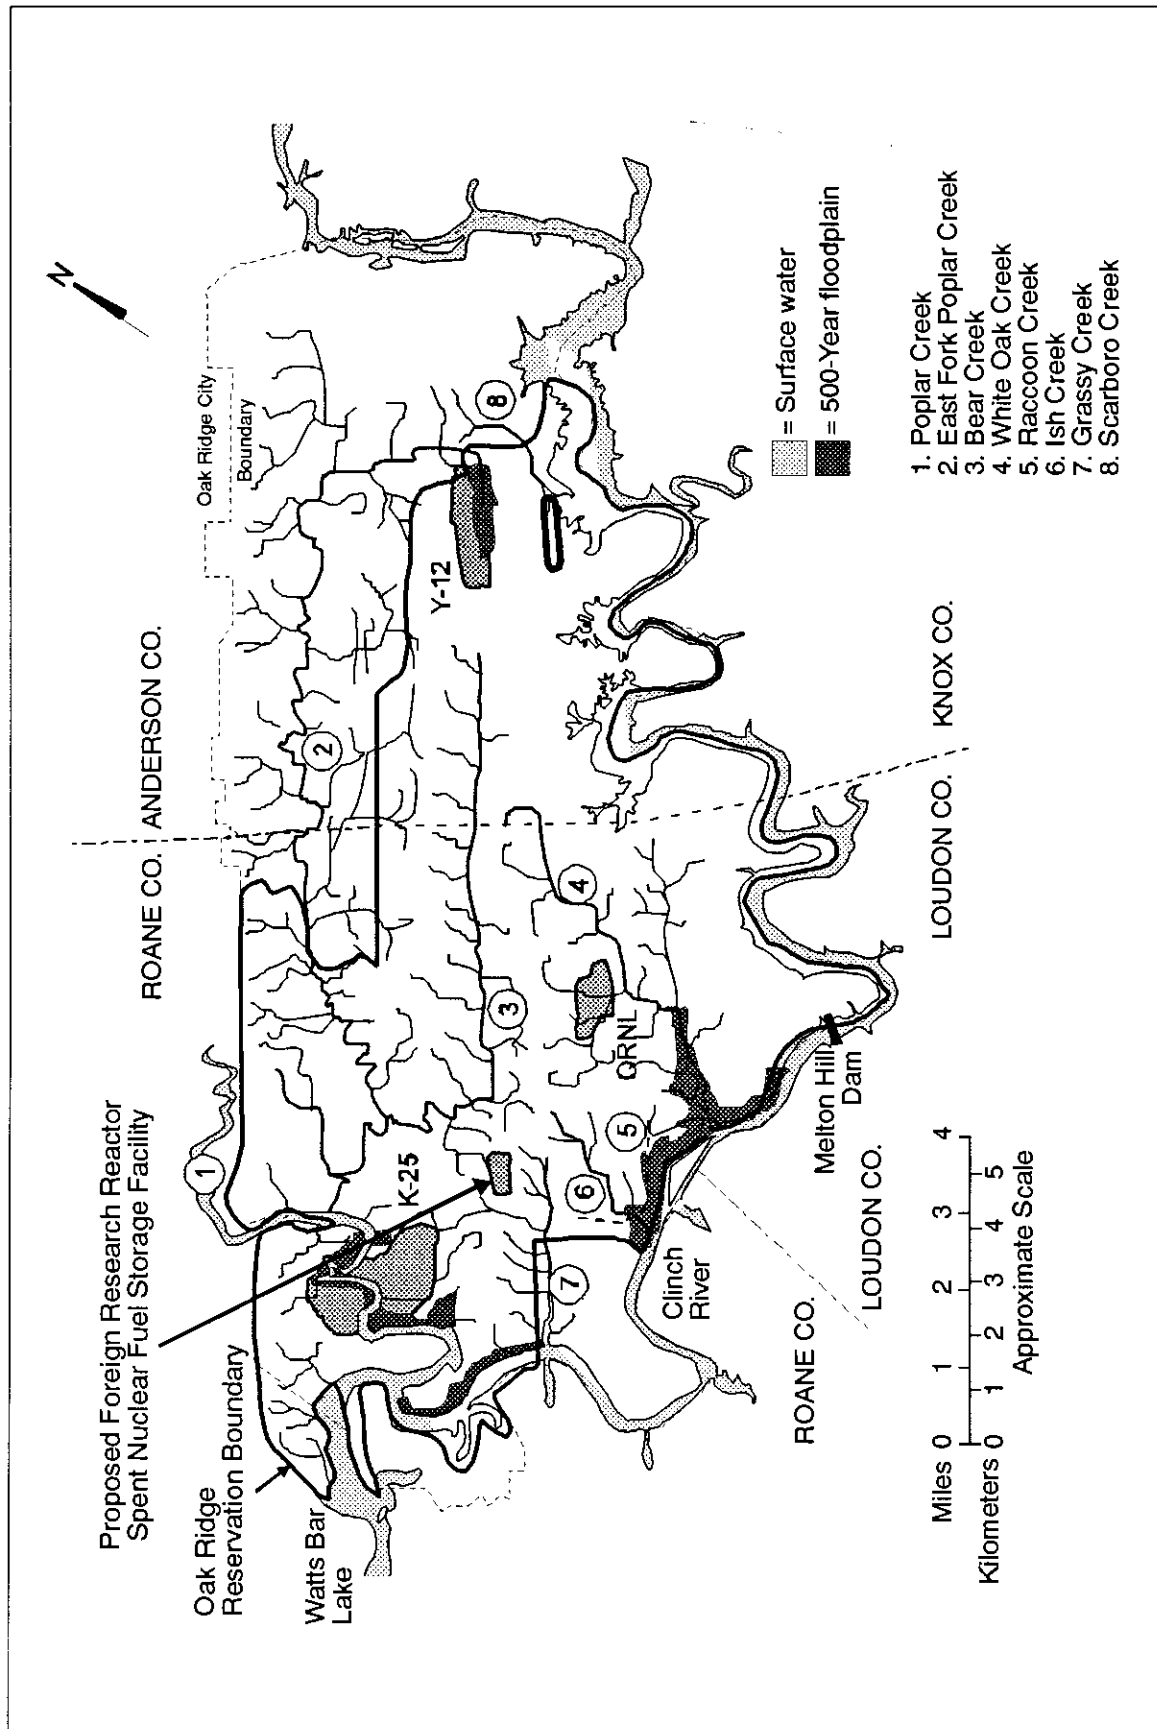 Proposed Foreign Research Reactor
Spent Nuclear Fuel Storage Facility
Oak Ridge
Reservation Boundary
Watts Bar
Lake
ROANE CO.
ANDERSON CO.
N
Oak Ridge City
Boundary
1
2
K-25
Y-12
3
4
5
6
7
8
ORNL
Clinch
River
Melton Hill
Dam
ROANE CO.
LOUDON CO.
LOUDON CO.
KNOX CO.
= Surface water
= 500-Year floodplain
1. Poplar Creek
2. East Fork Poplar Creek
3. Bear Creek
4. White Oak Creek
5. Raccoon Creek
6. Ish Creek
7. Grassy Creek
8. Scarboro Creek
Miles 0 1 2 3 4
Kilometers 0 1 2 3 4 5
Approximate Scale